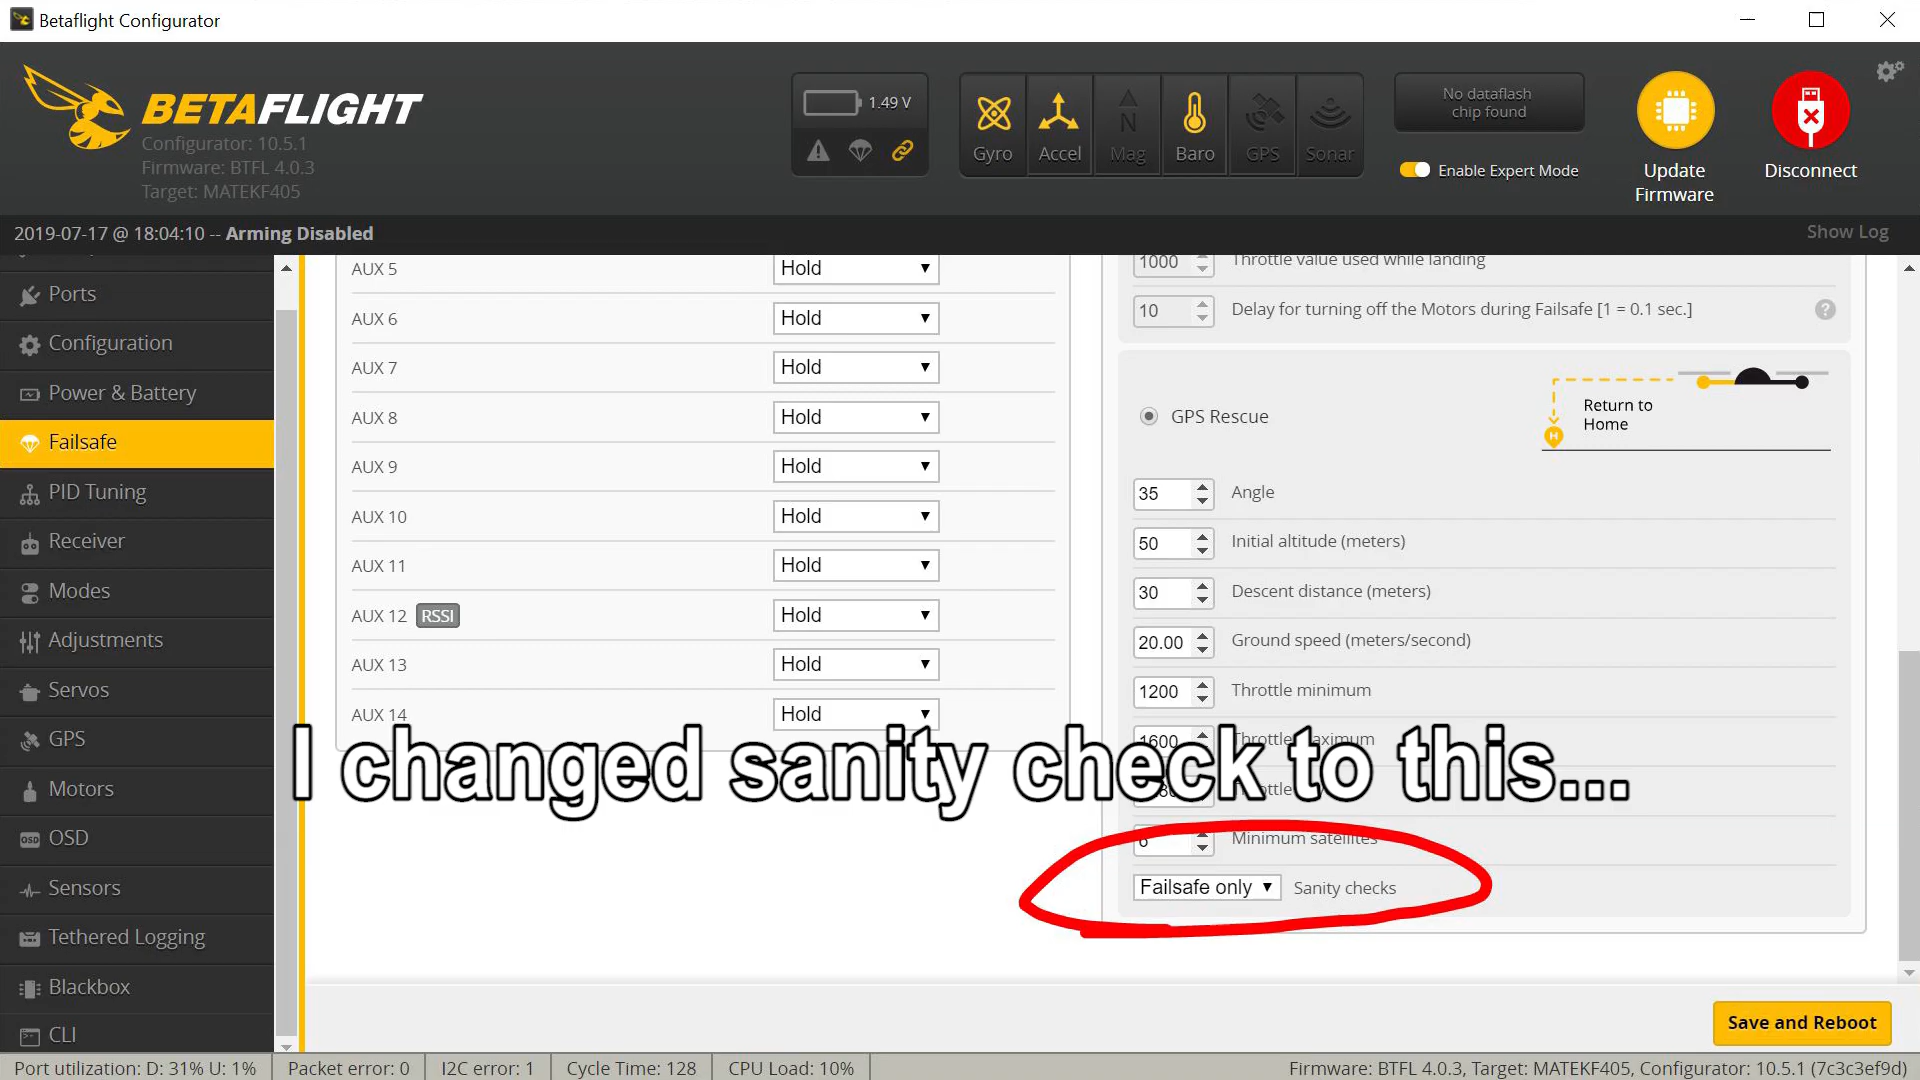 Betaflight Configurator
BETAFLIGHT
Configurator: 10.5.1
Firmware: BTFL 4.0.3
Target: MATEKF405
1.49 V
Gyro
Accel
N
Mag
Baro
GPS
Sonar
No dataflash
chip found
Enable Expert Mode
Update
Firmware
Disconnect
2019-07-17 @ 18:04:10 -- Arming Disabled
Show Log
Ports
Configuration
Power & Battery
Failsafe
PID Tuning
Receiver
Modes
Adjustments
Servos
GPS
Motors
OSD
OSD
Sensors
Tethered Logging
Blackbox
CLI
AUX 5 Hold
AUX 6 Hold
AUX 7 Hold
AUX 8 Hold
AUX 9 Hold
AUX 10 Hold
AUX 11 Hold
AUX 12 RSSI Hold
AUX 13 Hold
AUX 14 Hold
1000 Throttle value used while landing
10 Delay for turning off the Motors during Failsafe [1 = 0.1 sec.] ?
GPS Rescue
Return to
Home
H
35 Angle
50 Initial altitude (meters)
30 Descent distance (meters)
20.00 Ground speed (meters/second)
1200 Throttle minimum
1600 Throttle maximum
Throttle
I changed sanity check to this...
6 Minimum satellites
Failsafe only Sanity checks
Save and Reboot
Port utilization: D: 31% U: 1%
Packet error: 0
I2C error: 1
Cycle Time: 128
CPU Load: 10%
Firmware: BTFL 4.0.3, Target: MATEKF405, Configurator: 10.5.1 (7c3c3ef9d)